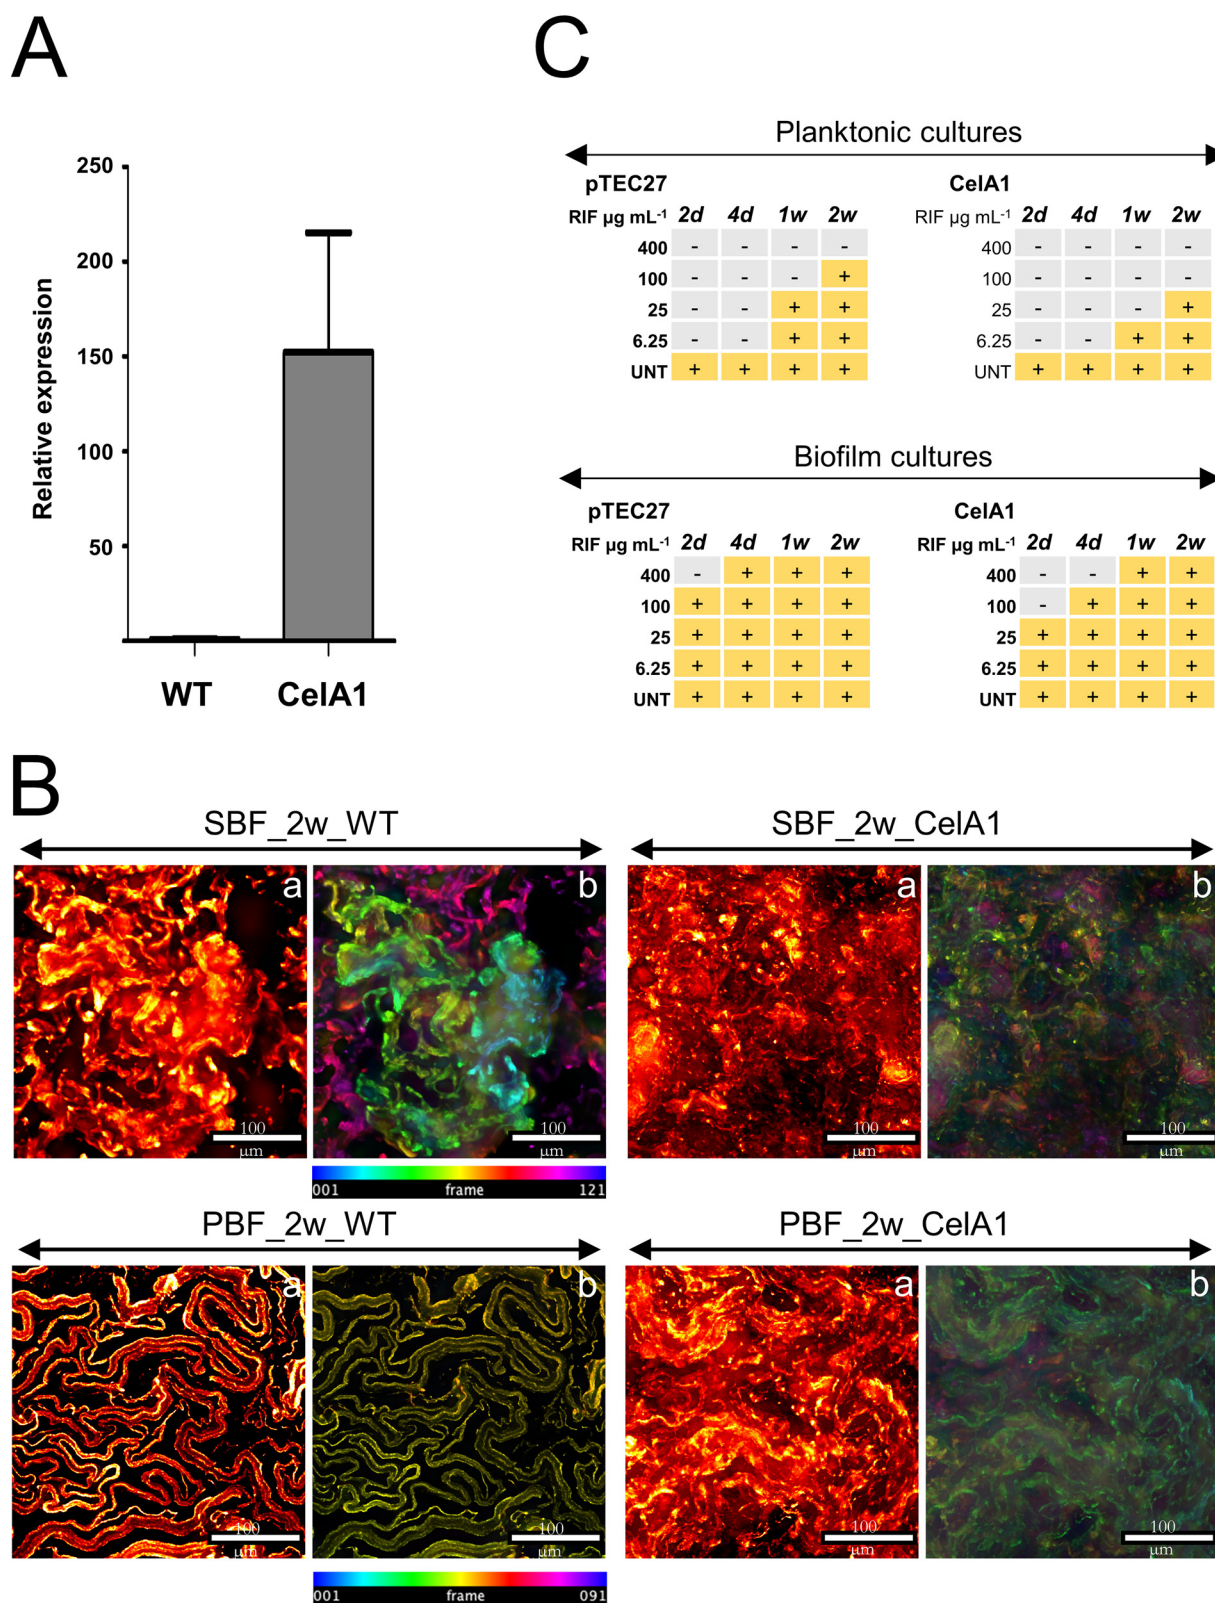 A
250
200
150
100
50
Relative expression
WT CelA1
C
Planktonic cultures
pTEC27
RIF µg mL-1 2d 4d 1w 2w
400 - - - -
100 - - - +
25 - - + +
6.25 - - + +
UNT + + + +
CelA1
RIF µg mL-1 2d 4d 1w 2w
400 - - - -
100 - - - -
25 - - - +
6.25 - - + +
UNT + + + +
Biofilm cultures
pTEC27
RIF µg mL-1 2d 4d 1w 2w
400 - + + +
100 + + + +
25 + + + +
6.25 + + + +
UNT + + + +
CelA1
RIF µg mL-1 2d 4d 1w 2w
400 - - + +
100 - + + +
25 + + + +
6.25 + + + +
UNT + + + +
B
SBF_2w_WT
a
100
µm
b
100
µm
001 frame 121
SBF_2w_CelA1
a
100
µm
b
100
µm
PBF_2w_WT
a
100
µm
b
100
µm
001 frame 091
PBF_2w_CelA1
a
100
µm
b
100
µm